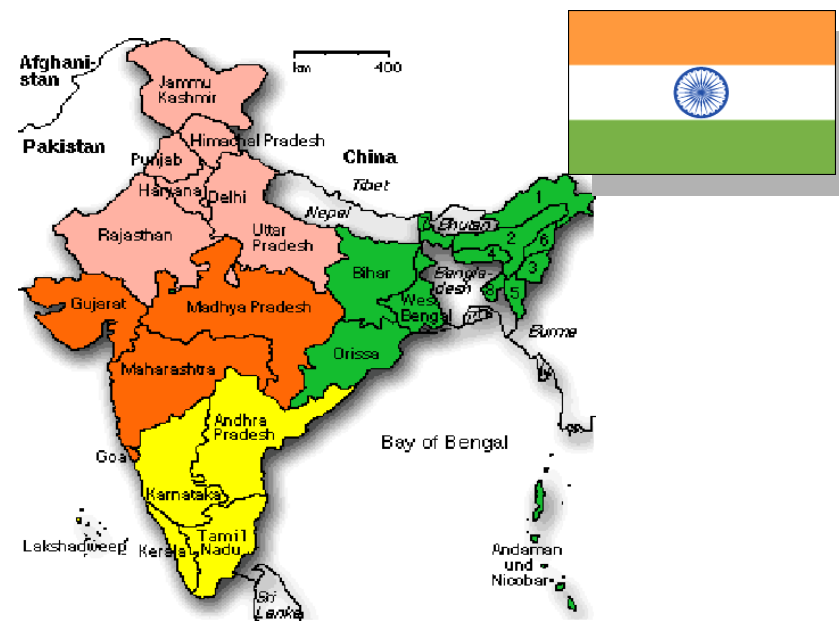 Afghani-
stan
km 400
Jammu
Kashmir
Pakistan
Himachal Pradesh
Punjab
China
Tibet
Haryana
Delhi
Nepal
Bhutan
1
2
6
7
4
3
8
5
Rajasthan
Uttar
Pradesh
Bihar
Bangla-
desh
Gujarat
Madhya Pradesh
West
Bengal
Burma
Orissa
Maharashtra
Andhra
Pradesh
Bay of Bengal
Goa
Karnataka
Lakshadweep
Kerala
Tamil
Nadu
Andaman
und
Nicobar
Sri
Lanka